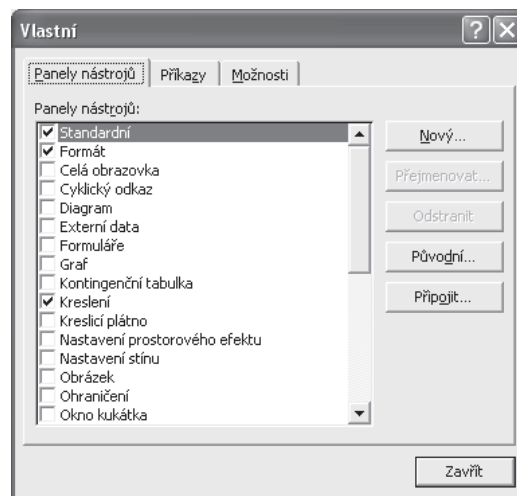 Vlastní
Panely nástrojů Příkazy Možnosti
Panely nástrojů:
Standardní
Formát
Celá obrazovka
Cyklický odkaz
Diagram
Externí data
Formuláře
Graf
Kontingenční tabulka
Kreslení
Kreslicí plátno
Nastavení prostorového efektu
Nastavení stínu
Obrázek
Ohraničení
Okno kukátka
Nový...
Přejmenovat...
Odstranit
Původní...
Připojit...
Zavřít